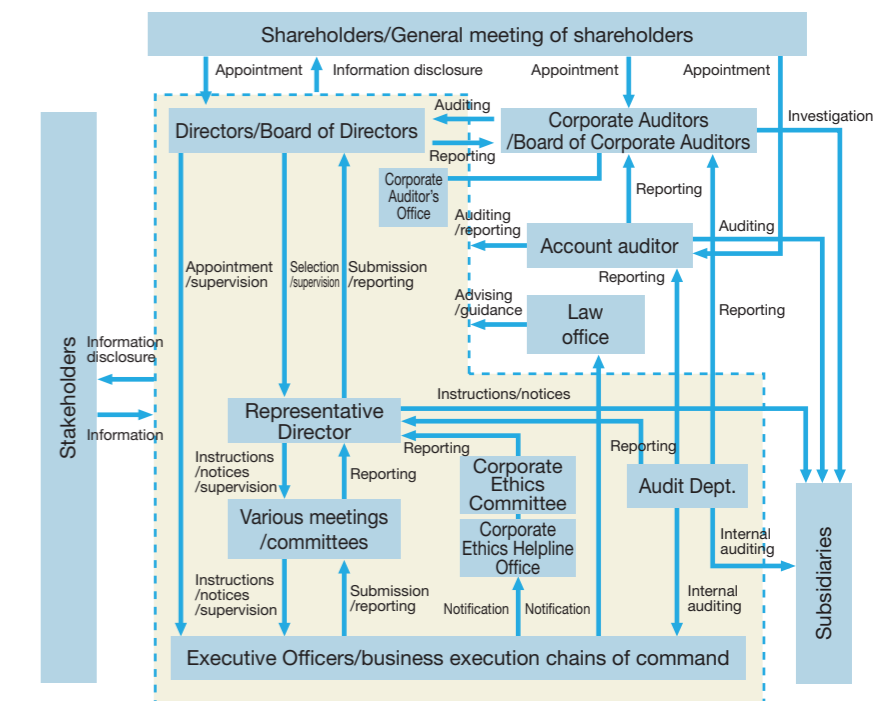 Shareholders/General meeting of shareholders
Appointment
Information disclosure
Appointment
Appointment
Auditing
Directors/Board of Directors
Corporate Auditors
/Board of Corporate Auditors
Investigation
Reporting
Corporate
Auditor's
Office
Reporting
Auditing
/reporting
Account auditor
Auditing
Appointment
/supervision
Selection
/supervision
Submission
/reporting
Reporting
Advising
/guidance
Law
office
Reporting
Stakeholders
Information
disclosure
Information
Instructions/notices
Representative
Director
Reporting
Reporting
Instructions
/notices
/supervision
Reporting
Corporate
Ethics
Committee
Audit Dept.
Various meetings
/committees
Corporate
Ethics Helpline
Office
Internal
auditing
Subsidiaries
Instructions
/notices
/supervision
Submission
/reporting
Notification
Notification
Internal
auditing
Executive Officers/business execution chains of command